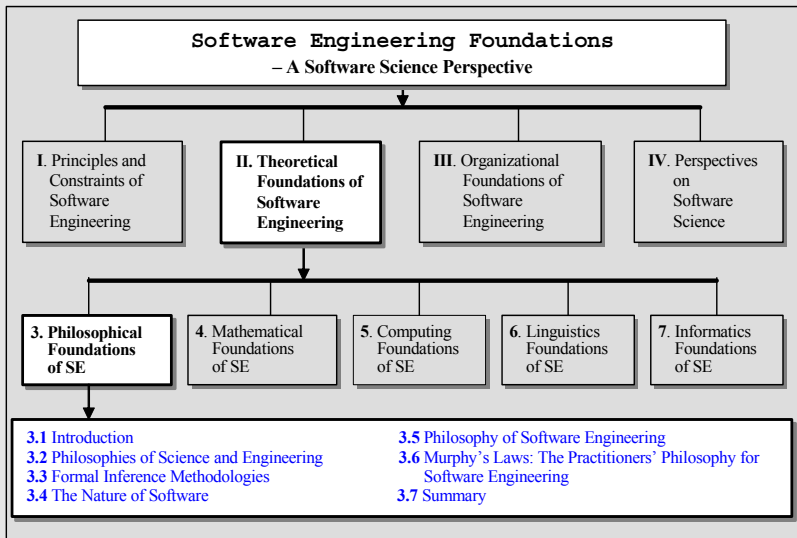 Software Engineering Foundations
– A Software Science Perspective
I. Principles and
Constraints of
Software
Engineering
II. Theoretical
Foundations of
Software
Engineering
III. Organizational
Foundations of
Software
Engineering
IV. Perspectives
on
Software
Science
3. Philosophical
Foundations
of SE
4. Mathematical
Foundations
of SE
5. Computing
Foundations
of SE
6. Linguistics
Foundations
of SE
7. Informatics
Foundations
of SE
3.1 Introduction
3.2 Philosophies of Science and Engineering
3.3 Formal Inference Methodologies
3.4 The Nature of Software
3.5 Philosophy of Software Engineering
3.6 Murphy’s Laws: The Practitioners’ Philosophy for
Software Engineering
3.7 Summary